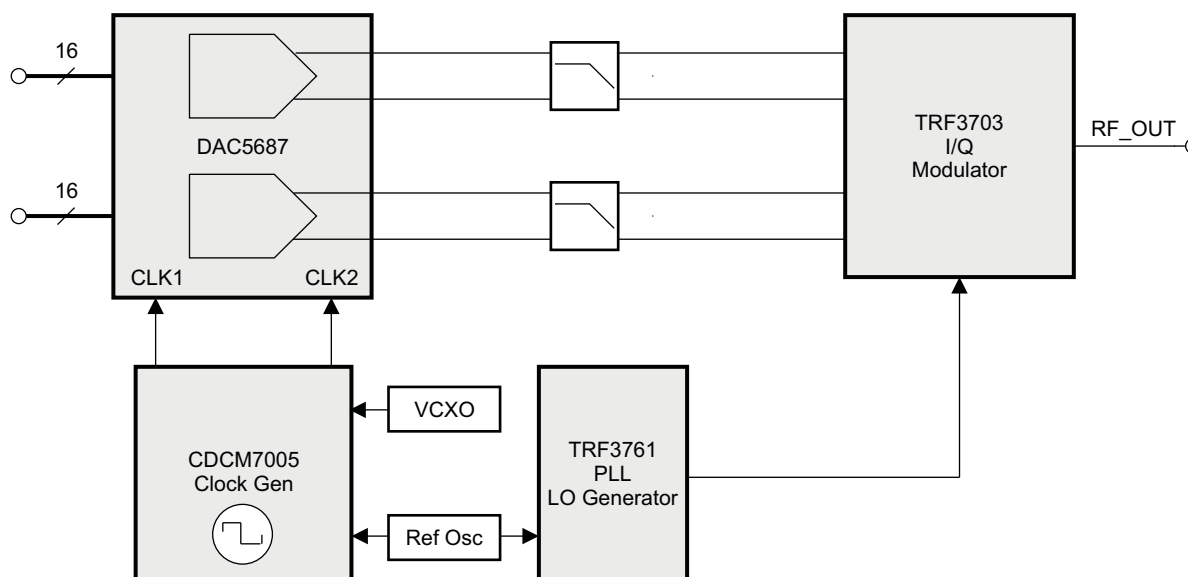 16
DAC5687
TRF3703
I/Q
Modulator
RF_OUT
16
CLK1
CLK2
VCXO
CDCM7005
Clock Gen
TRF3761
PLL
LO Generator
Ref Osc